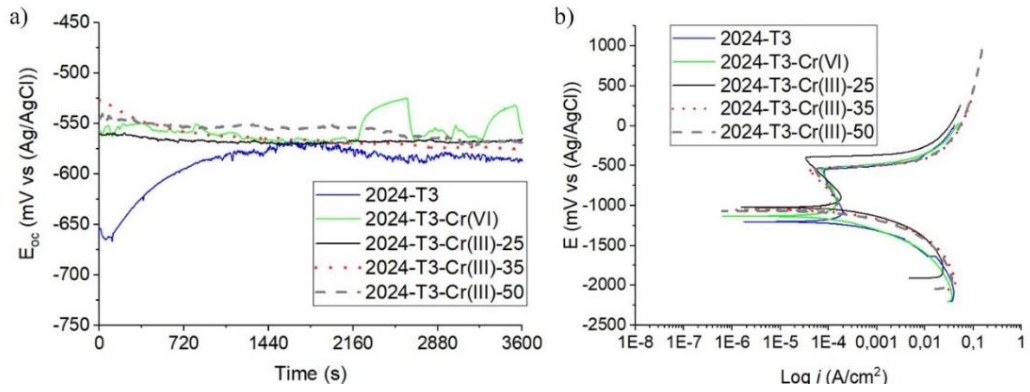 a)
-450
-500
-550
-600
-650
-700
-750
E_oc (mV vs (Ag/AgCl))
0
720
1440
2160
2880
3600
Time (s)
2024-T3
2024-T3-Cr(VI)
2024-T3-Cr(III)-25
2024-T3-Cr(III)-35
2024-T3-Cr(III)-50
b)
1000
500
0
-500
-1000
-1500
-2000
-2500
E (mV vs (Ag/AgCl))
1E-8
1E-7
1E-6
1E-5
1E-4
0,001
0,01
0,1
1
Log i (A/cm²)
2024-T3
2024-T3-Cr(VI)
2024-T3-Cr(III)-25
2024-T3-Cr(III)-35
2024-T3-Cr(III)-50